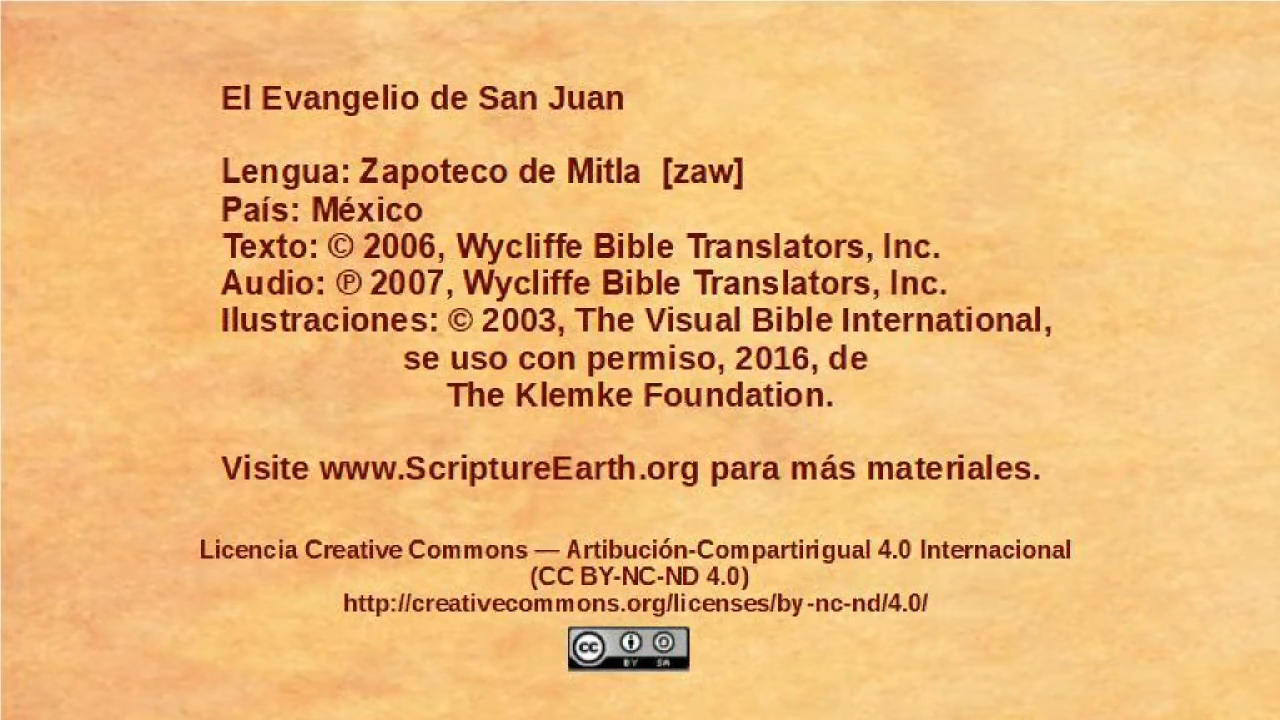 El Evangelio de San Juan
Lengua: Zapoteco de Mitla [zaw]
País: México
Texto: © 2006, Wycliffe Bible Translators, Inc.
Audio: ℗ 2007, Wycliffe Bible Translators, Inc.
Ilustraciones: © 2003, The Visual Bible International,
se uso con permiso, 2016, de
The Klemke Foundation.
Visite www.ScriptureEarth.org para más materiales.
Licencia Creative Commons — Artibución-Compartirigual 4.0 Internacional
(CC BY-NC-ND 4.0)
http://creativecommons.org/licenses/by-nc-nd/4.0/
cc
BY SA